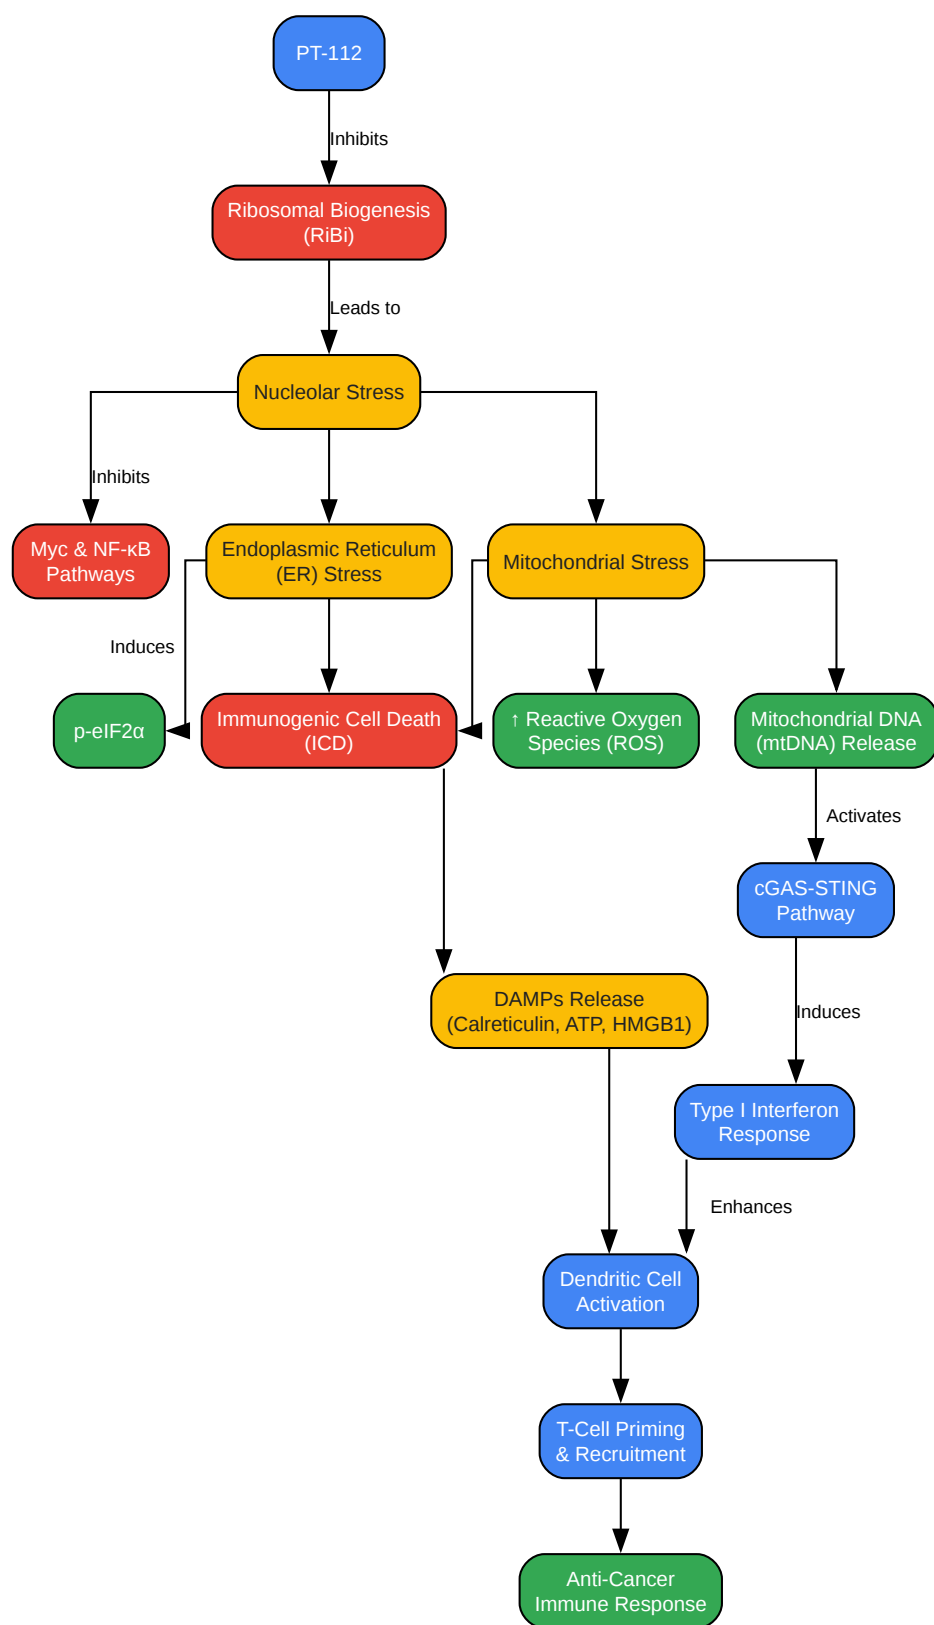 PT-112
Inhibits
Ribosomal Biogenesis
(RiBi)
Leads to
Nucleolar Stress
Inhibits
Myc & NF-κB
Pathways
Endoplasmic Reticulum
(ER) Stress
Mitochondrial Stress
Induces
p-eIF2α
Immunogenic Cell Death
(ICD)
↑ Reactive Oxygen
Species (ROS)
Mitochondrial DNA
(mtDNA) Release
Activates
cGAS-STING
Pathway
DAMPs Release
(Calreticulin, ATP, HMGB1)
Induces
Type I Interferon
Response
Enhances
Dendritic Cell
Activation
T-Cell Priming
& Recruitment
Anti-Cancer
Immune Response